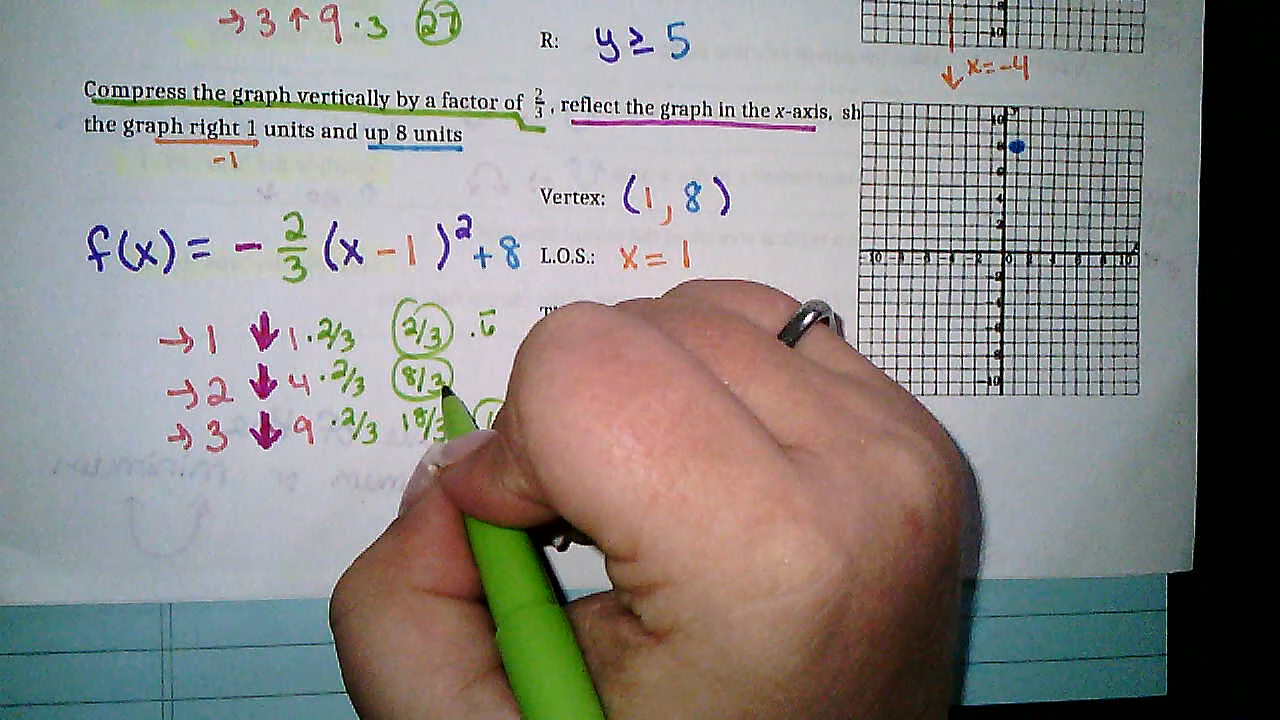 → 3 ↑ 9 · 3 27
R: y ≥ 5
x = -4
Compress the graph vertically by a factor of 2/3, reflect the graph in the x-axis, sh
the graph right 1 units and up 8 units
-1
Vertex: (1, 8)
f(x) = - 2/3 (x - 1)² + 8
L.O.S.: x = 1
→ 1 ↓ 1 · 2/3 2/3
→ 2 ↓ 4 · 2/3 8/3
→ 3 ↓ 9 · 2/3 18/3